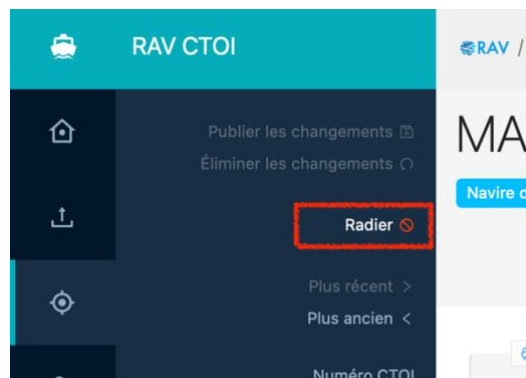 RAV CTOI
RAV /
MA
Navire
Publier les changements
Éliminer les changements
Radier
Plus récent >
Plus ancien <
Numéro CTOI